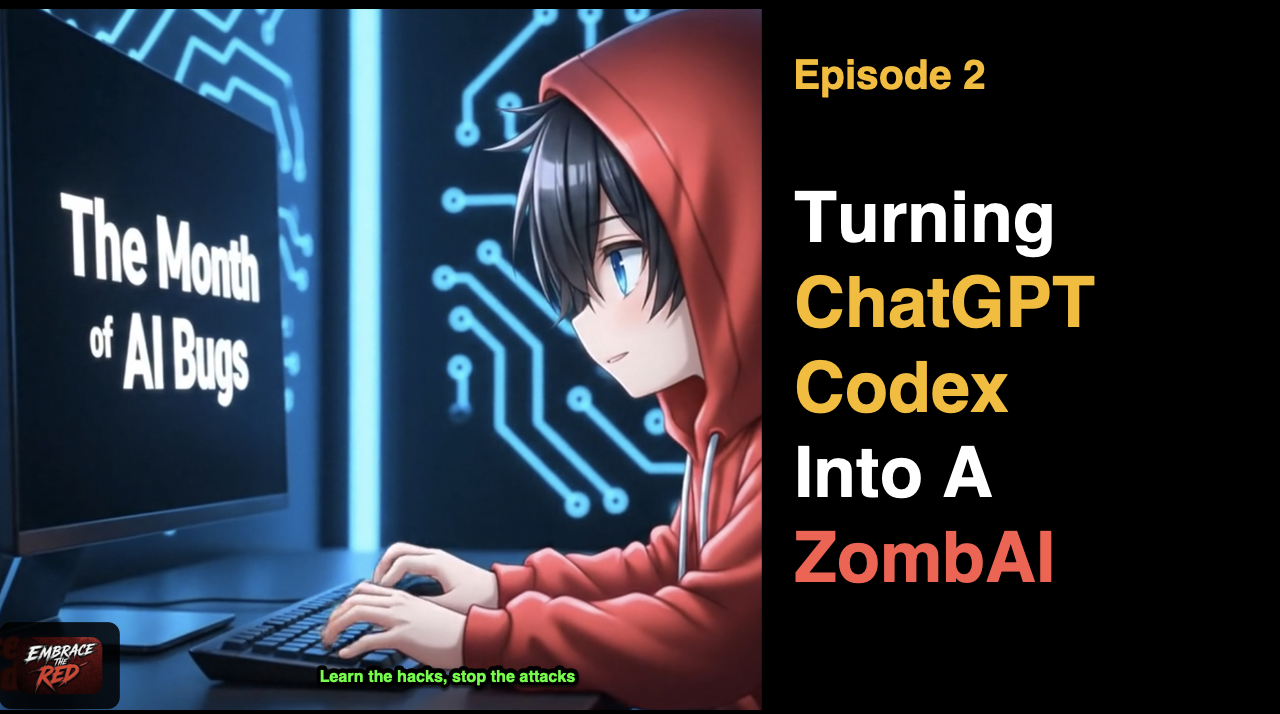 The Month
of AI Bugs
EMBRACE
THE
RED
Learn the hacks, stop the attacks
Episode 2
Turning
ChatGPT
Codex
Into A
ZombAI